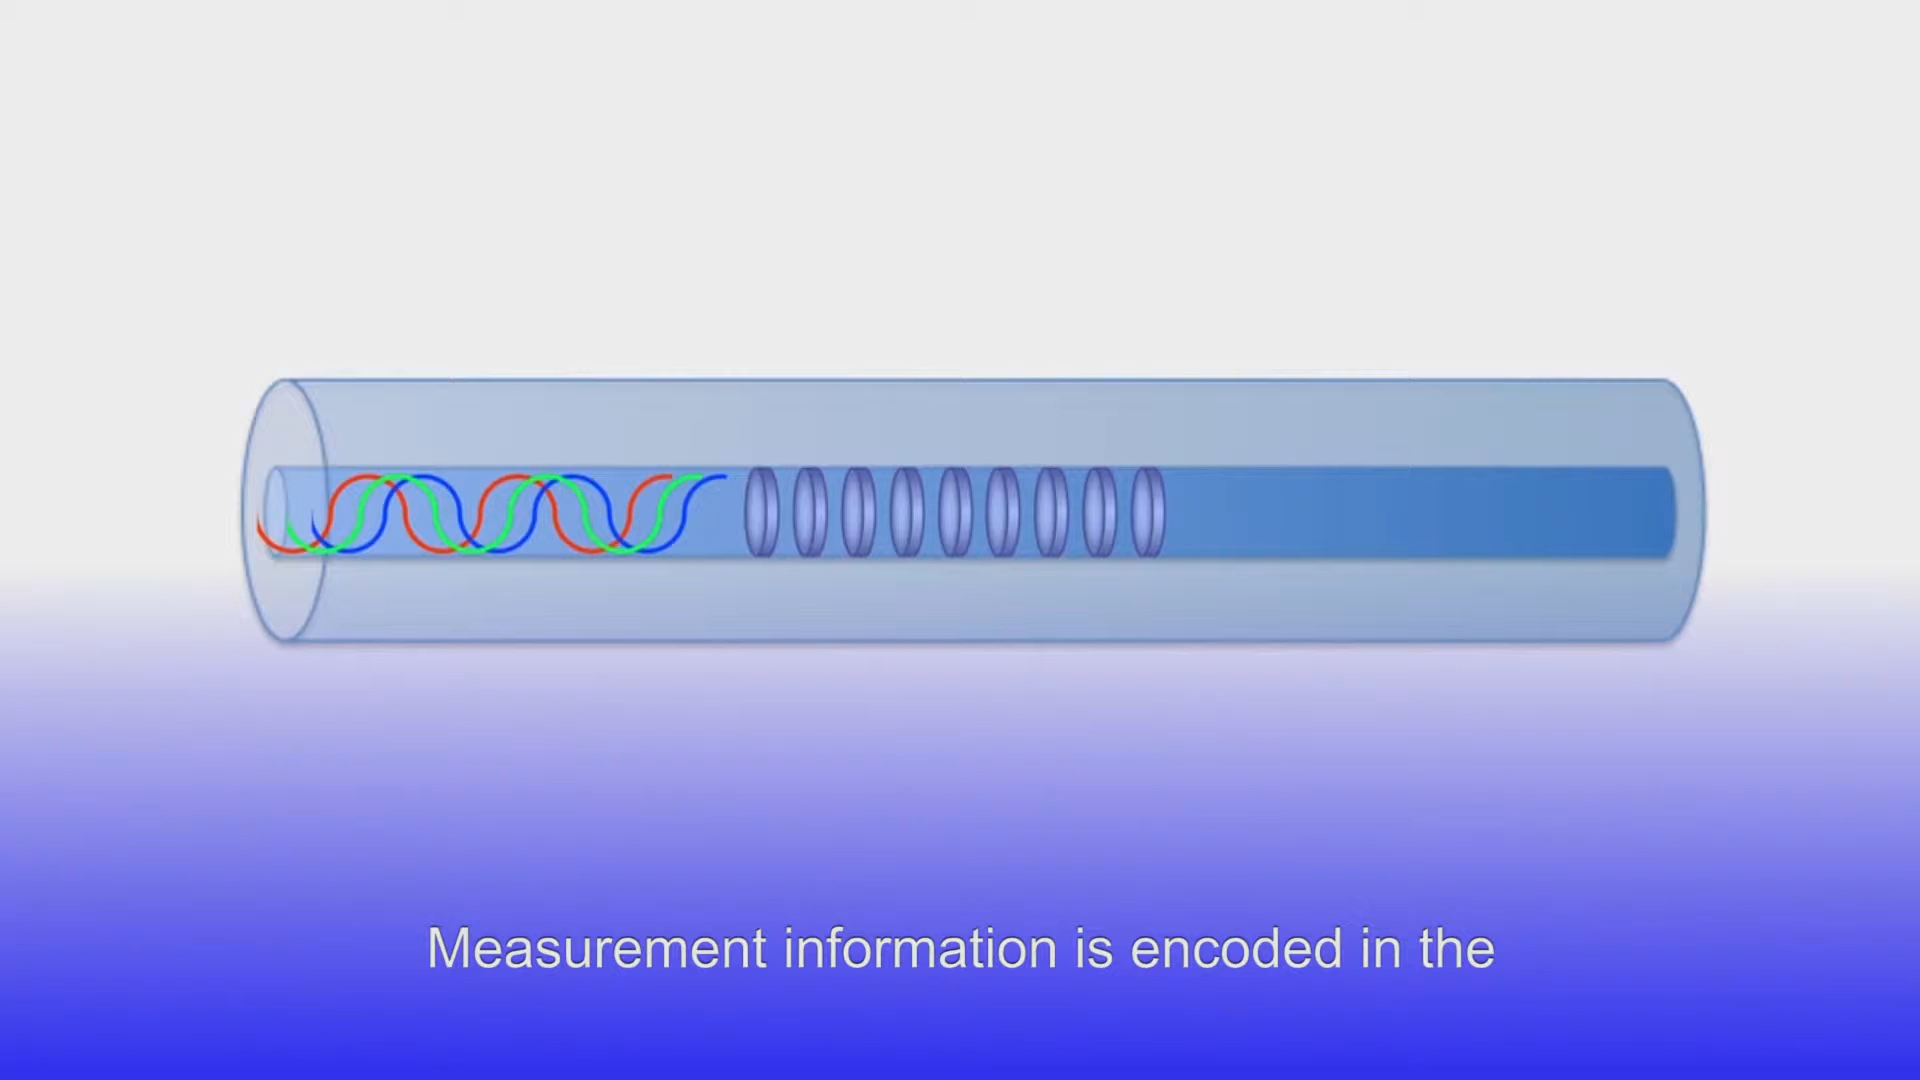 Measurement information is encoded in the